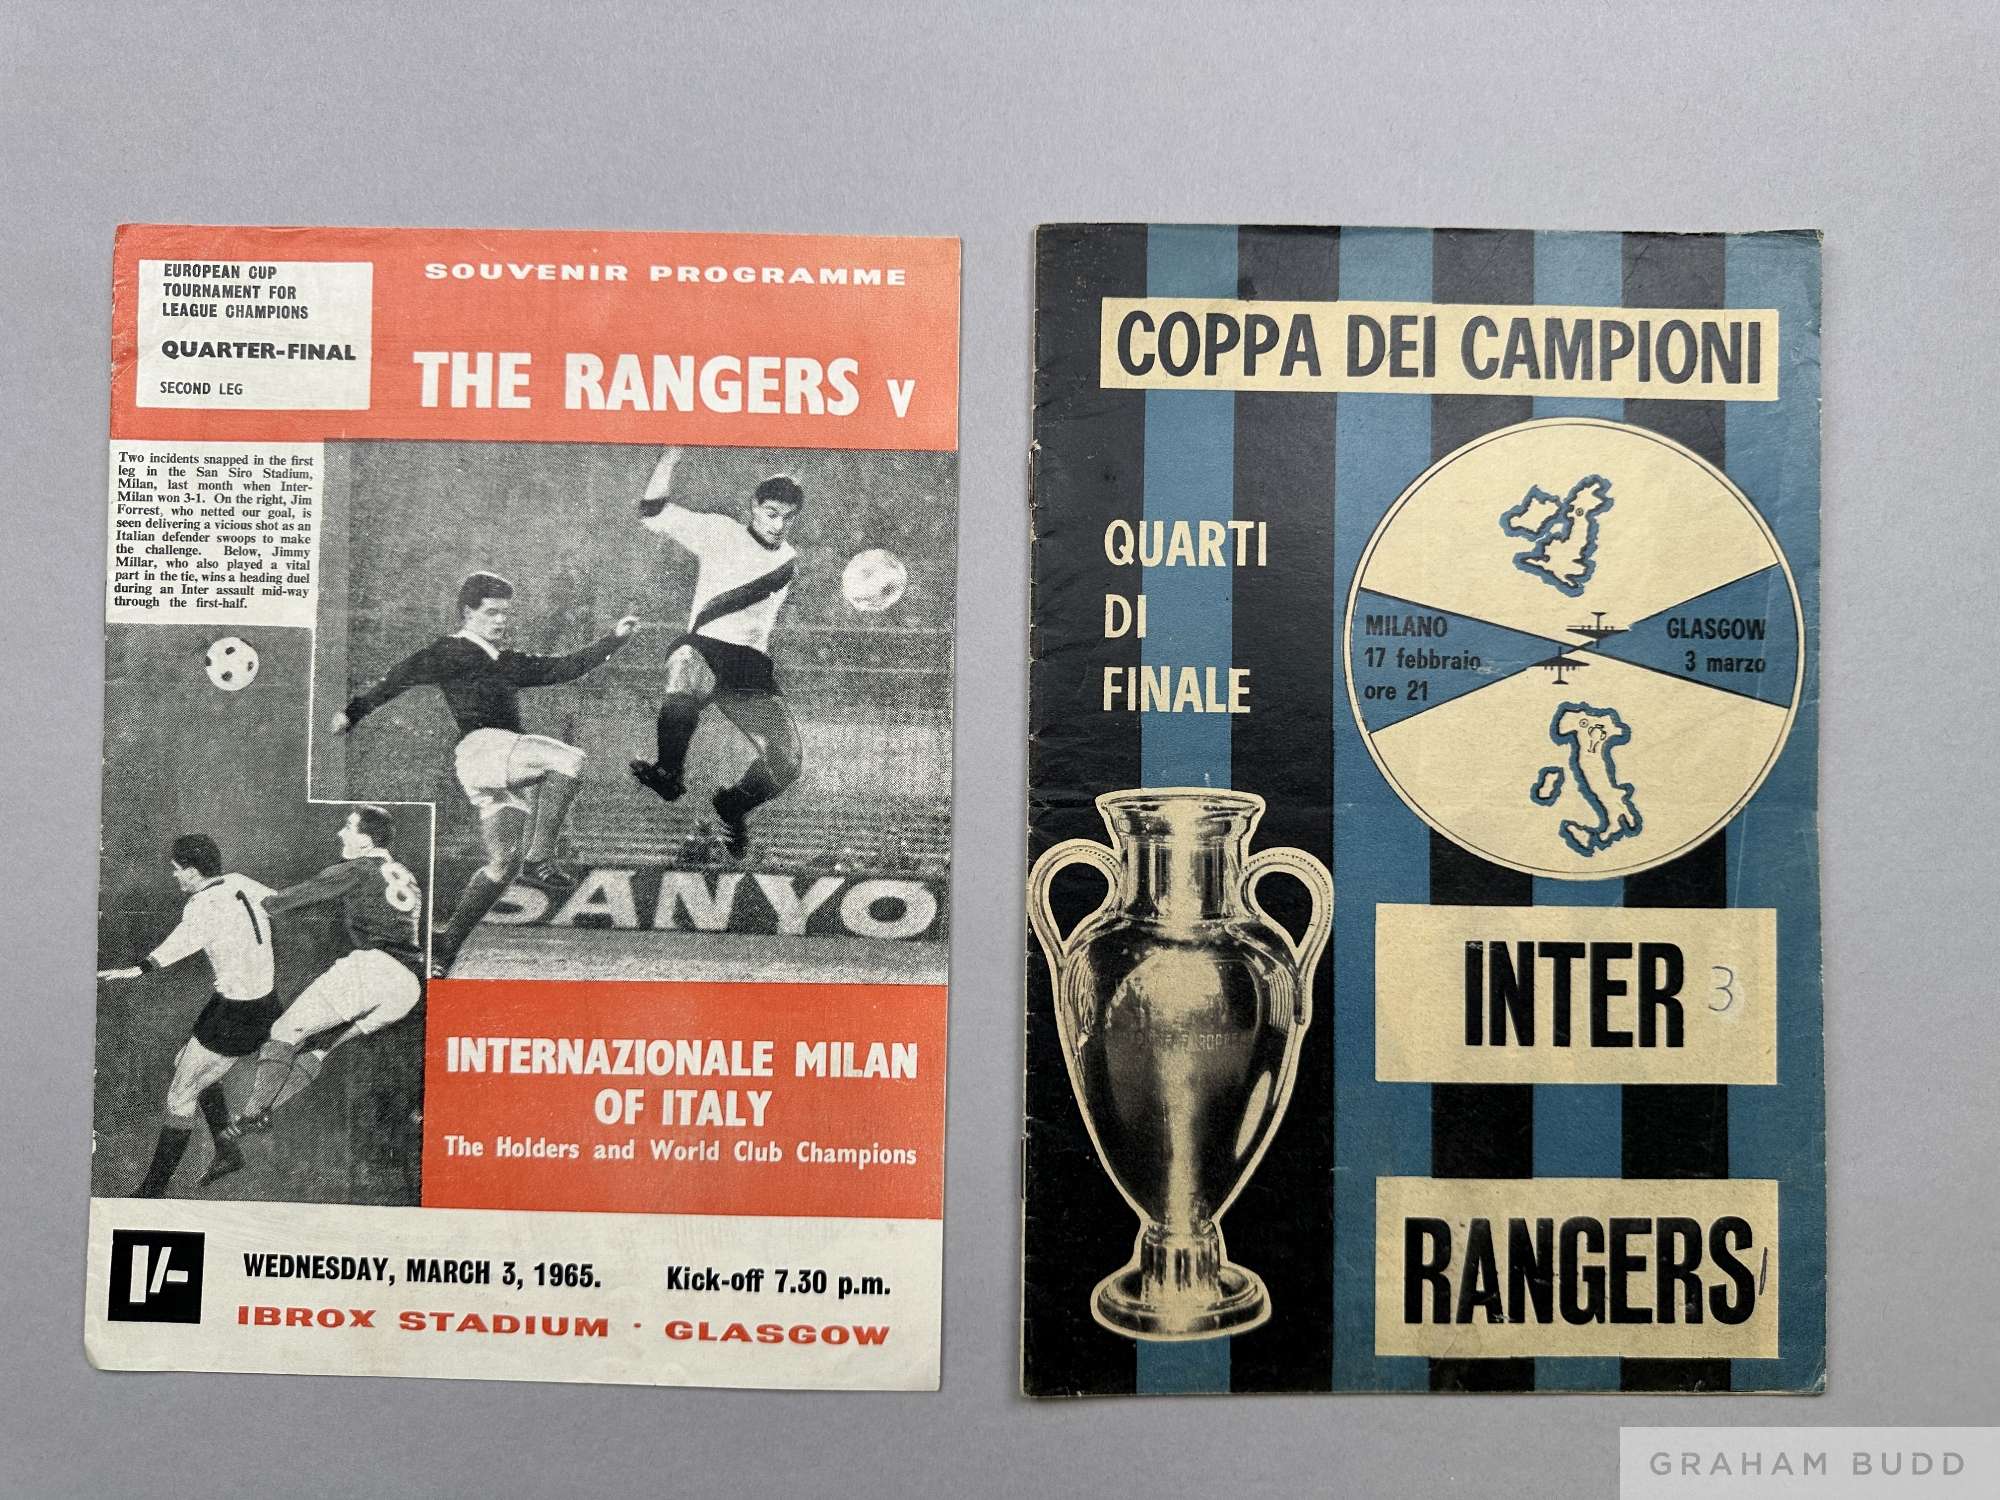 EUROPEAN CUP
TOURNAMENT FOR
LEAGUE CHAMPIONS
QUARTER-FINAL
SECOND LEG
SOUVENIR PROGRAMME
THE RANGERS v
Two incidents snapped in the first
leg in the San Siro Stadium,
Milan, last month when Inter-
Milan won 3-1. On the right, Jim
Forrest, who netted our goal, is
seen delivering a vicious shot as an
Italian defender swoops to make
the challenge. Below, Jimmy
Millar, who also played a vital
part in the tie, wins a heading duel
during an Inter assault mid-way
through the first-half.
8
1
SANYO
INTERNAZIONALE MILAN
OF ITALY
The Holders and World Club Champions
1/-
WEDNESDAY, MARCH 3, 1965. Kick-off 7.30 p.m.
IBROX STADIUM · GLASGOW
COPPA DEI CAMPIONI
QUARTI
DI
FINALE
MILANO
17 febbraio
ore 21
GLASGOW
3 marzo
INTER 3
RANGERS 1
GRAHAM BUDD